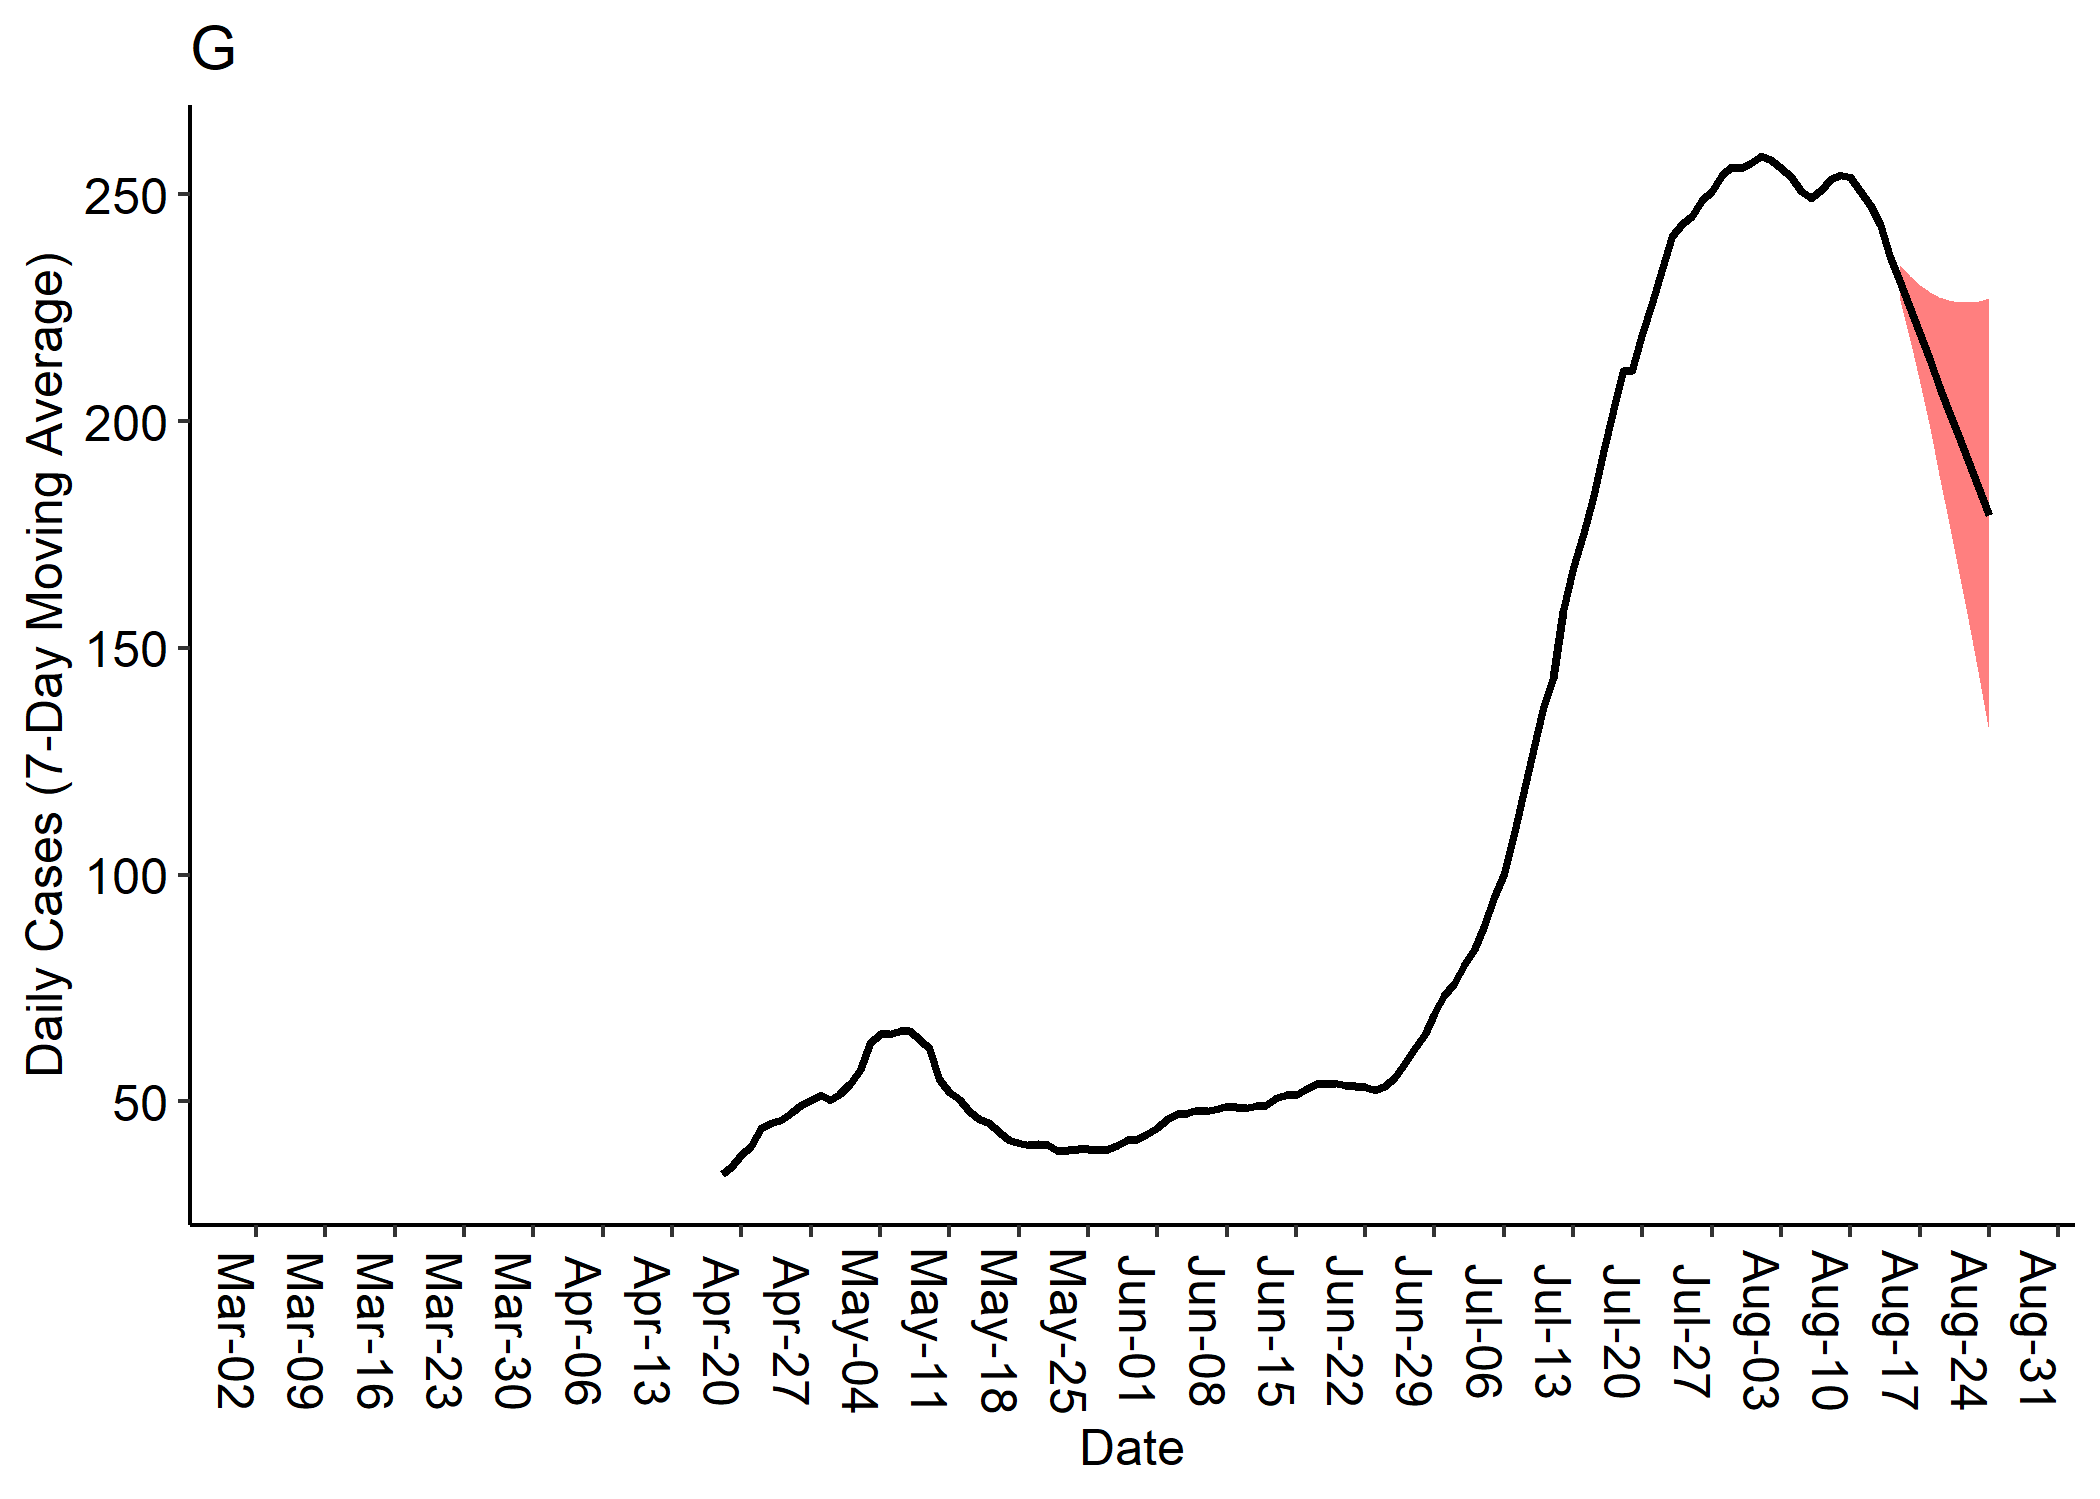 G
Daily Cases (7-Day Moving Average)
250
200
150
100
50
Mar-02
Mar-09
Mar-16
Mar-23
Mar-30
Apr-06
Apr-13
Apr-20
Apr-27
May-04
May-11
May-18
May-25
Jun-01
Jun-08
Jun-15
Jun-22
Jun-29
Jul-06
Jul-13
Jul-20
Jul-27
Aug-03
Aug-10
Aug-17
Aug-24
Aug-31
Date